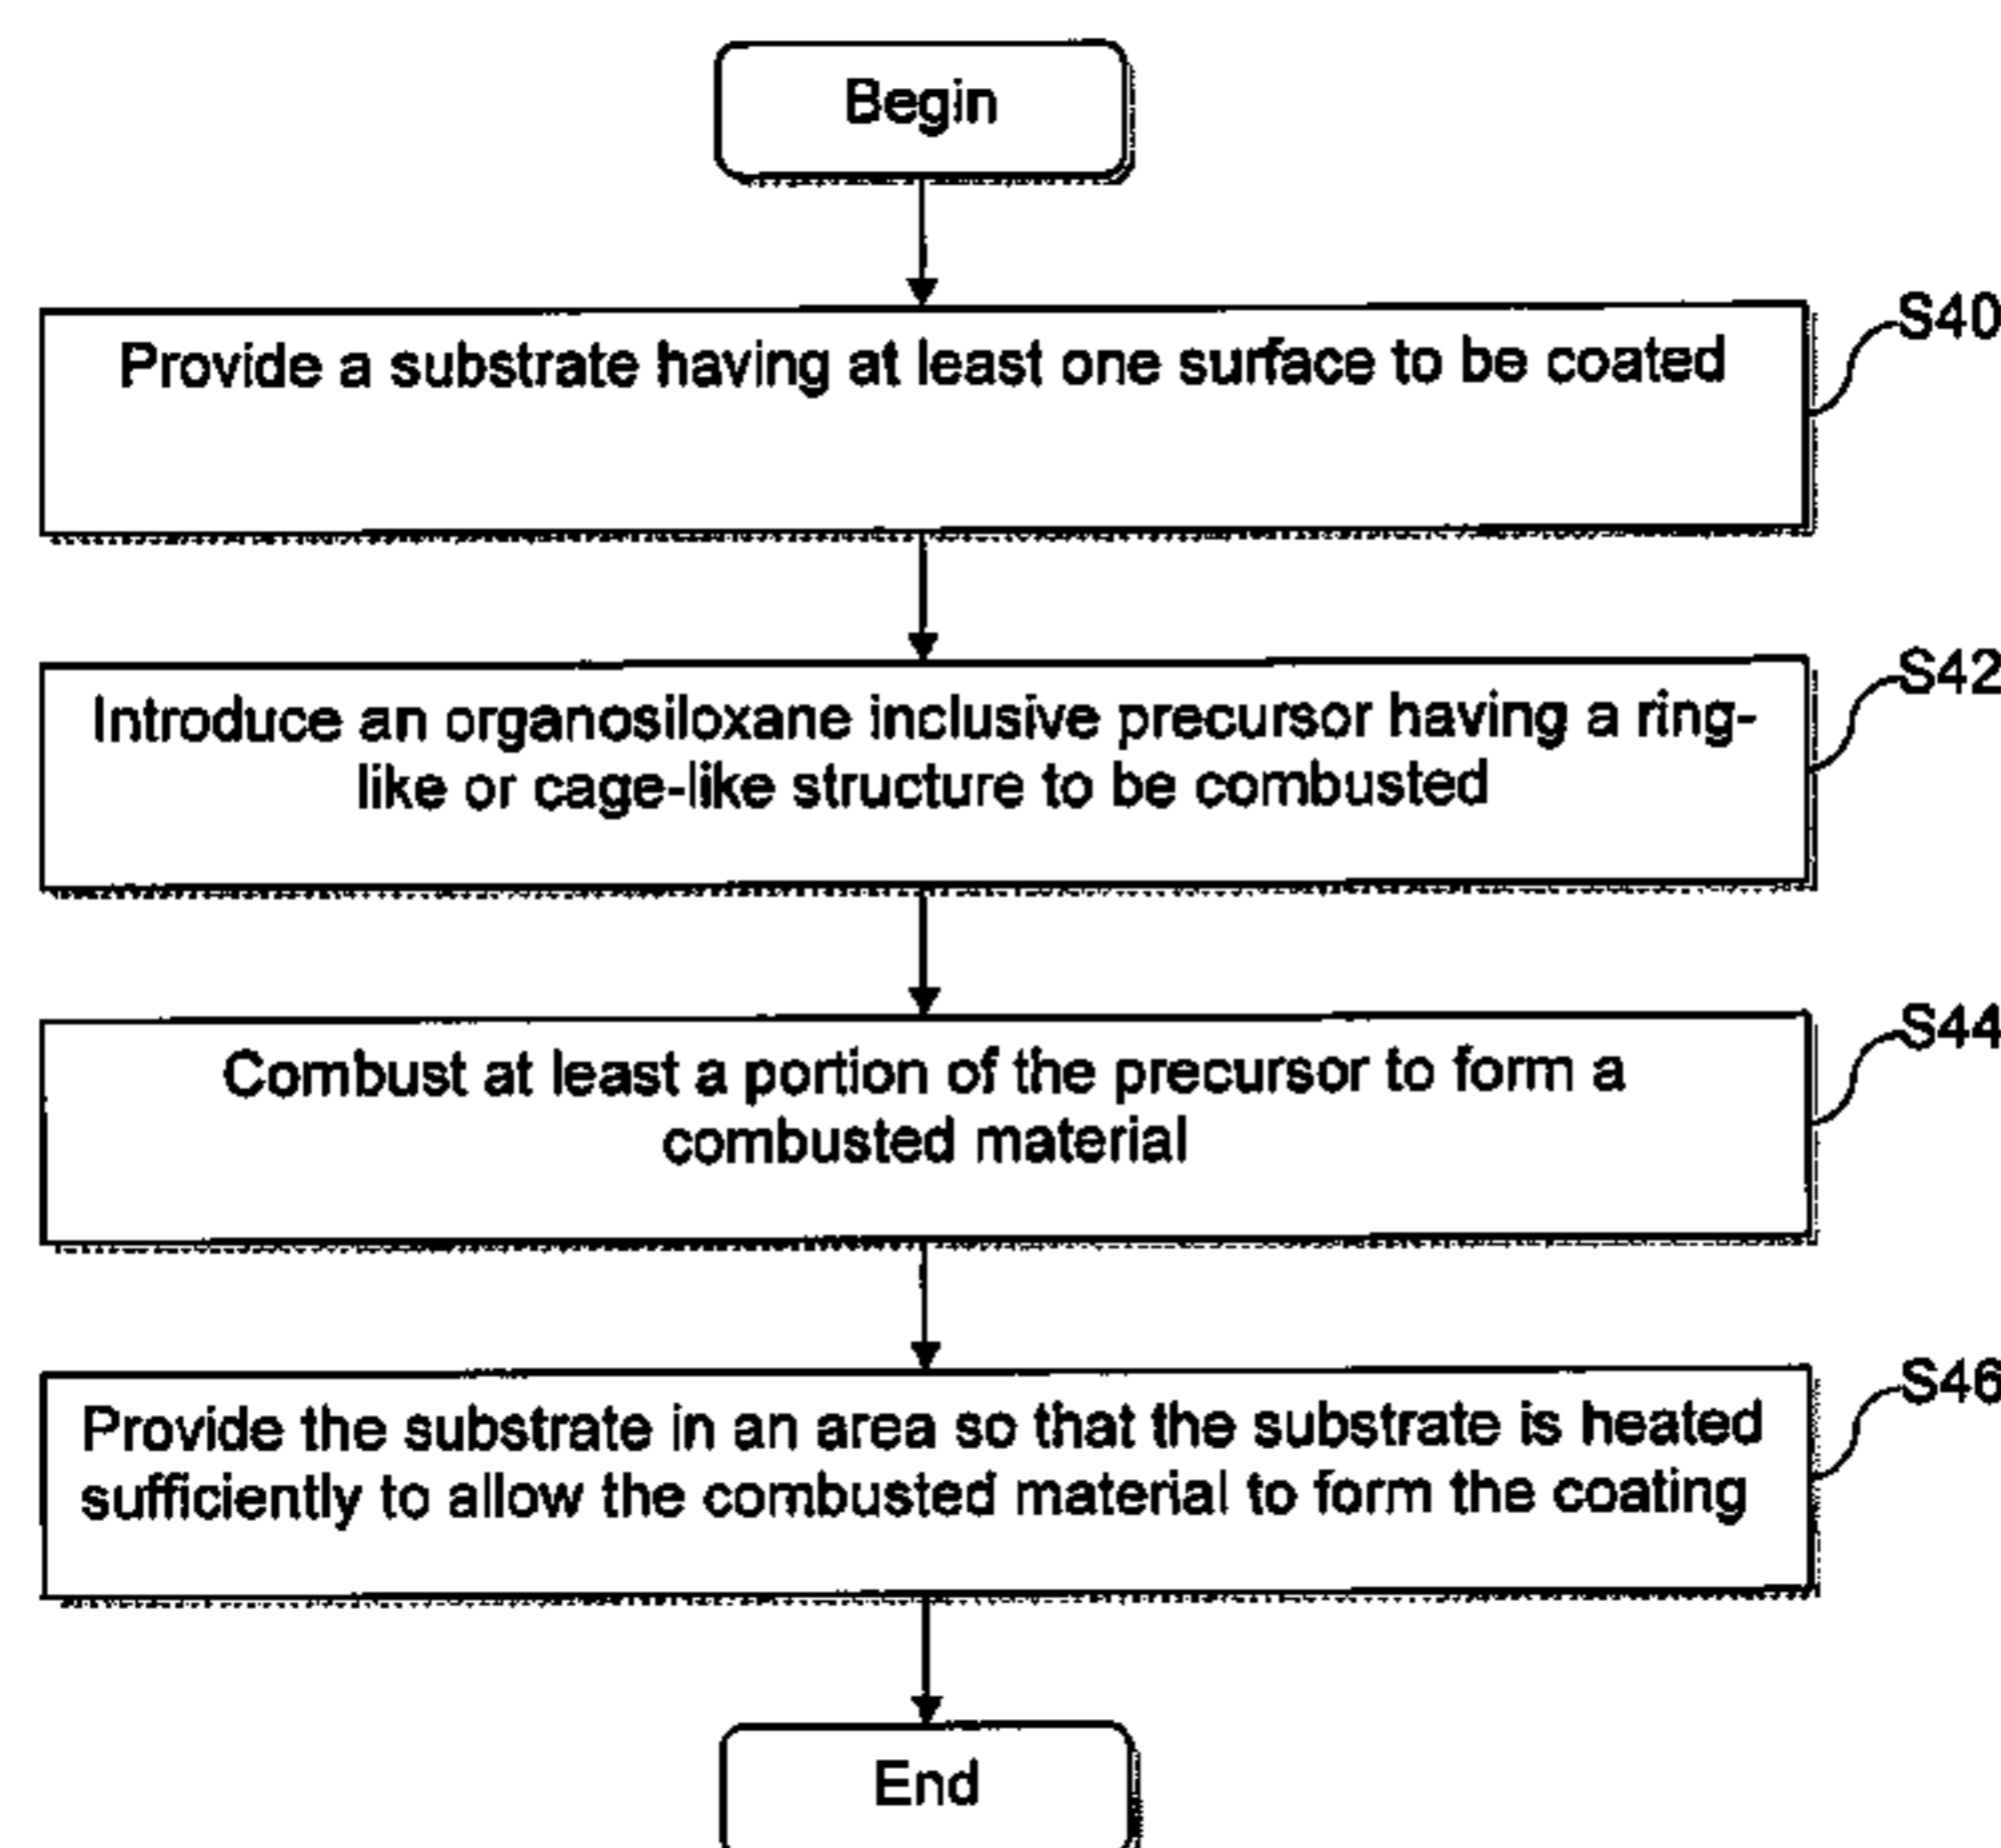 Begin
Provide a substrate having at least one surface to be coated
S40
Introduce an organosiloxane inclusive precursor having a ring-
like or cage-like structure to be combusted
S42
Combust at least a portion of the precursor to form a
combusted material
S44
Provide the substrate in an area so that the substrate is heated
sufficiently to allow the combusted material to form the coating
S46
End